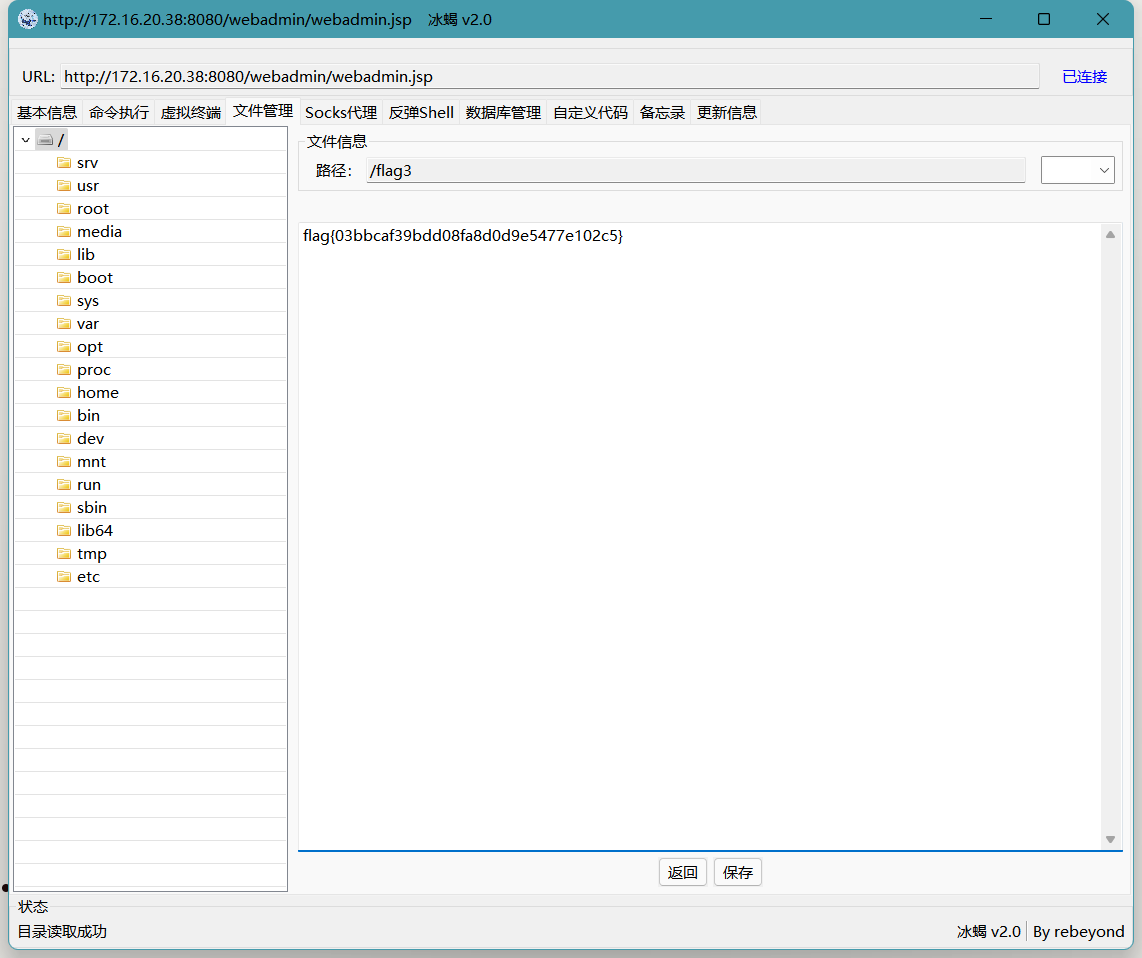 http://172.16.20.38:8080/webadmin/webadmin.jsp 冰蝎 v2.0
URL: http://172.16.20.38:8080/webadmin/webadmin.jsp 已连接
基本信息 命令执行 虚拟终端 文件管理 Socks代理 反弹Shell 数据库管理 自定义代码 备忘录 更新信息
/
srv
usr
root
media
lib
boot
sys
var
opt
proc
home
bin
dev
mnt
run
sbin
lib64
tmp
etc
文件信息
路径: /flag3
flag{03bbcaf39bdd08fa8d0d9e5477e102c5}
返回 保存
状态
目录读取成功 冰蝎 v2.0 By rebeyond